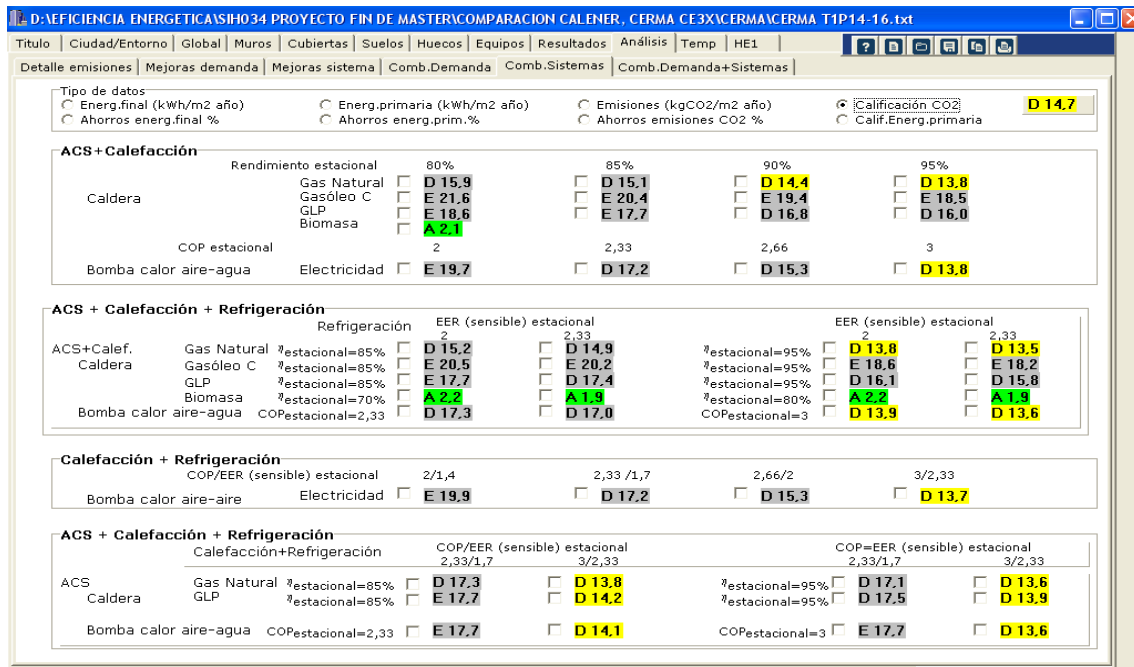 D:\EFICIENCIA ENERGETICA\SIH034 PROYECTO FIN DE MASTER\COMPARACION CALENER, CERMA CE3X\CERMA\CERMA T1P14-16.txt
Titulo Ciudad/Entorno Global Muros Cubiertas Suelos Huecos Equipos Resultados Análisis Temp HE1
Detalle emisiones Mejoras demanda Mejoras sistema Comb.Demanda Comb.Sistemas Comb.Demanda+Sistemas
Tipo de datos
Energ.final (kWh/m2 año) Energ.primaria (kWh/m2 año) Emisiones (kgCO2/m2 año) Calificación CO2 D 14,7
Ahorros energ.final % Ahorros energ.prim.% Ahorros emisiones CO2 % Calif.Energ.primaria
ACS+Calefacción
Rendimiento estacional 80% 85% 90% 95%
Gas Natural D 15,9 D 15,1 D 14,4 D 13,8
Caldera Gasóleo C E 21,6 E 20,4 E 19,4 E 18,5
GLP E 18,6 E 17,7 D 16,8 D 16,0
Biomasa A 2,1
COP estacional 2 2,33 2,66 3
Bomba calor aire-agua Electricidad E 19,7 D 17,2 D 15,3 D 13,8
ACS + Calefacción + Refrigeración
Refrigeración EER (sensible) estacional EER (sensible) estacional
2 2,33 2 2,33
ACS+Calef. Gas Natural ηestacional=85% D 15,2 D 14,9 ηestacional=95% D 13,8 D 13,5
Caldera Gasóleo C ηestacional=85% E 20,5 E 20,2 ηestacional=95% E 18,6 E 18,2
GLP ηestacional=85% E 17,7 D 17,4 ηestacional=95% D 16,1 D 15,8
Biomasa ηestacional=70% A 2,2 A 1,9 ηestacional=80% A 2,2 A 1,9
Bomba calor aire-agua COPestacional=2,33 D 17,3 D 17,0 COPestacional=3 D 13,9 D 13,6
Calefacción + Refrigeración
COP/EER (sensible) estacional 2/1,4 2,33 /1,7 2,66/2 3/2,33
Bomba calor aire-aire Electricidad E 19,9 D 17,2 D 15,3 D 13,7
ACS + Calefacción + Refrigeración
Calefacción+Refrigeración COP/EER (sensible) estacional COP=EER (sensible) estacional
2,33/1,7 3/2,33 2,33/1,7 3/2,33
ACS Gas Natural ηestacional=85% D 17,3 D 13,8 ηestacional=95% D 17,1 D 13,6
Caldera GLP ηestacional=85% E 17,7 D 14,2 ηestacional=95% D 17,5 D 13,9
Bomba calor aire-agua COPestacional=2,33 E 17,7 D 14,1 COPestacional=3 E 17,7 D 13,6